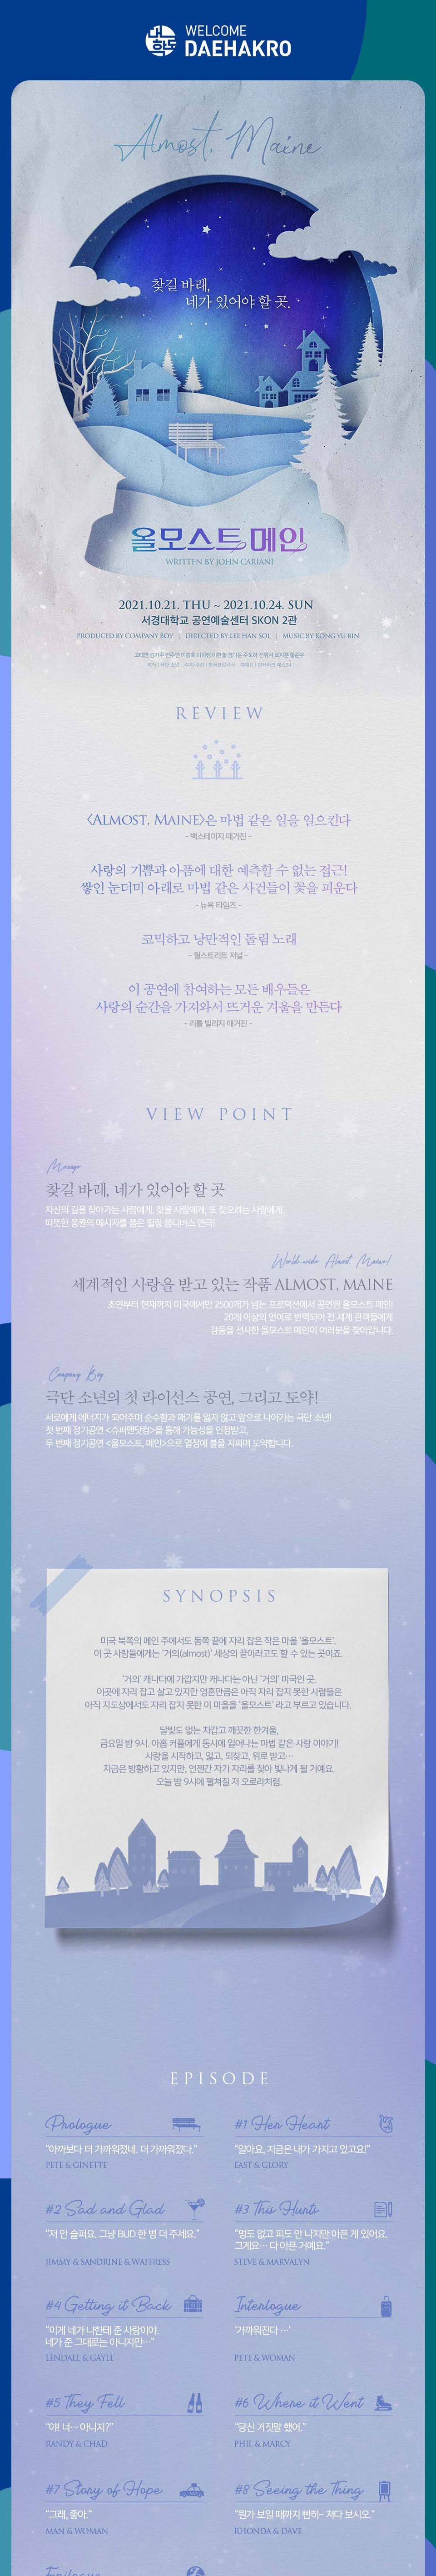 WELCOME
DAEHAKRO
Almost, Maine
찾길 바래,
네가 있어야 할 곳.
올모스트 메인
WRITTEN BY JOHN CARIANI
2021.10.21. THU ~ 2021.10.24. SUN
서경대학교 공연예술센터 SKON 2관
PRODUCED BY COMPANY BOY | DIRECTED BY LEE HAN SOL | MUSIC BY KONG YU BIN
REVIEW
<ALMOST, MAINE>은 마법 같은 일을 일으킨다
- 백스테이지 매거진 -
사랑의 기쁨과 아픔에 대한 예측할 수 없는 접근!
쌓인 눈더미 아래로 마법 같은 사건들이 꽃을 피운다
- 뉴욕 타임즈 -
코믹하고 낭만적인 돌림 노래
- 월스트리트 저널 -
이 공연에 참여하는 모든 배우들은
사랑의 순간을 가져와서 뜨거운 겨울을 만든다
- 리틀 빌리지 매거진 -
VIEW POINT
Message
찾길 바래, 네가 있어야 할 곳
자신의 길을 찾아가는 사람에게, 찾을 사람에게, 또 찾으려는 사람에게,
따뜻한 응원의 메시지를 품은 힐링 옴니버스 연극!
World-wide Almost, Maine!
세계적인 사랑을 받고 있는 작품 ALMOST, MAINE
초연부터 현재까지 미국에서만 2500개가 넘는 프로덕션에서 공연된 올모스트 메인!
20개 이상의 언어로 번역되어 전 세계 관객들에게
감동을 선사한 올모스트 메인이 여러분을 찾아갑니다.
Company Boy
극단 소년의 첫 라이선스 공연, 그리고 도약!
서로에게 에너지가 되어주며 순수함과 패기를 잃지 않고 앞으로 나아가는 극단 소년!
첫 번째 정기공연 <슈퍼맨닷컴>을 통해 가능성을 인정받고,
두 번째 정기공연 <올모스트, 메인>으로 열정에 불을 지피며 도약합니다.
SYNOPSIS
미국 북쪽의 메인 주에서도 동쪽 끝에 자리 잡은 작은 마을 '올모스트'.
이 곳 사람들에게는 '거의(almost)' 세상의 끝이라고도 할 수 있는 곳이죠.
'거의' 캐나다에 가깝지만 캐나다는 아닌 '거의' 미국인 곳.
이곳에 자리 잡고 살고 있지만 영혼만큼은 아직 자리 잡지 못한 사람들은
아직 지도상에서도 자리 잡지 못한 이 마을을 '올모스트' 라고 부르고 있습니다.
달빛도 없는 차갑고 깨끗한 한겨울,
금요일 밤 9시. 아홉 커플에게 동시에 일어나는 마법 같은 사랑 이야기!
사랑을 시작하고, 잃고, 되찾고, 위로 받고…
지금은 방황하고 있지만, 언젠간 자기 자리를 찾아 빛나게 될 거예요.
오늘 밤 9시에 펼쳐질 저 오로라처럼.
EPISODE
Prologue
"아까보다 더 가까워졌네. 더 가까워졌다."
PETE & GINETTE
#1 Her Heart
"알아요, 지금은 내가 가지고 있고요!"
EAST & GLORY
#2 Sad and Glad
"저 안 슬퍼요. 그냥 BUD 한 병 더 주세요."
JIMMY & SANDRINE & WAITRESS
#3 This Hurts
"멍도 없고 피도 안 나지만 아픈 게 있어요.
그게요… 다 아픈 거예요."
STEVE & MARVALYN
#4 Getting it Back
"이게 네가 나한테 준 사랑이야.
네가 준 그대로는 아니지만…"
LENDALL & GAYLE
Interlogue
'가까워진다 …'
PETE & WOMAN
#5 They Fell
"야! 너… 아니지?"
RANDY & CHAD
#6 Where it Went
"당신 거짓말 했어."
PHIL & MARCY
#7 Story of Hope
"그래, 좋아."
MAN & WOMAN
#8 Seeing the Thing
"뭔가 보일 때까지 빤히- 쳐다 보시오."
RHONDA & DAVE